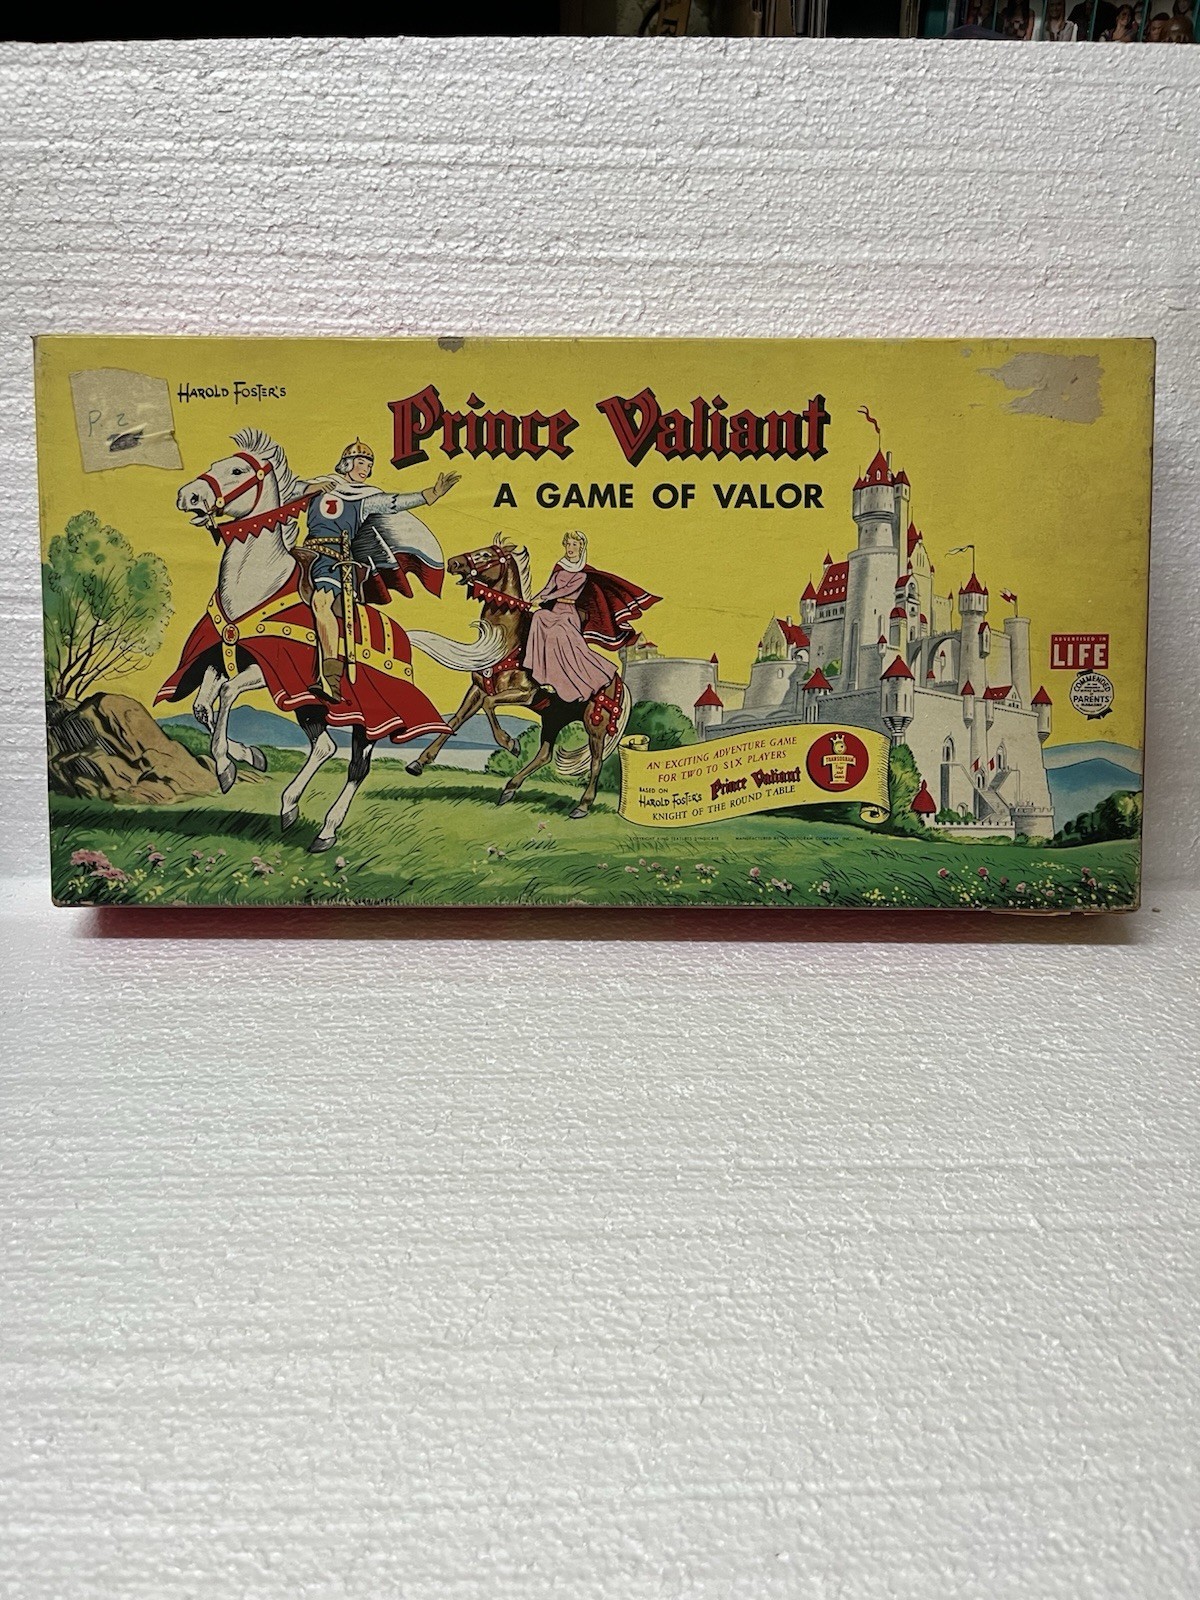 P. 2
HAROLD FOSTER'S
Prince Valiant
A GAME OF VALOR
AN EXCITING ADVENTURE GAME
FOR TWO TO SIX PLAYERS
BASED ON
HAROLD FOSTER'S Prince Valiant
KNIGHT OF THE ROUND TABLE
TRANSOGRAM
ADVERTISED IN
LIFE
COMMENDED
PARENTS'
MAGAZINE